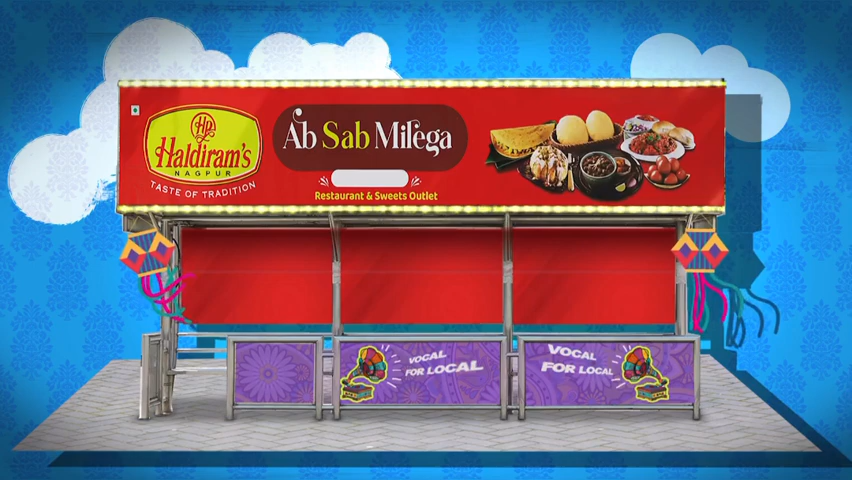 HR
Haldiram's
NAGPUR
TASTE OF TRADITION
Ab Sab Milega
Restaurant & Sweets Outlet
VOCAL
FOR LOCAL
VOCAL
FOR LOCAL